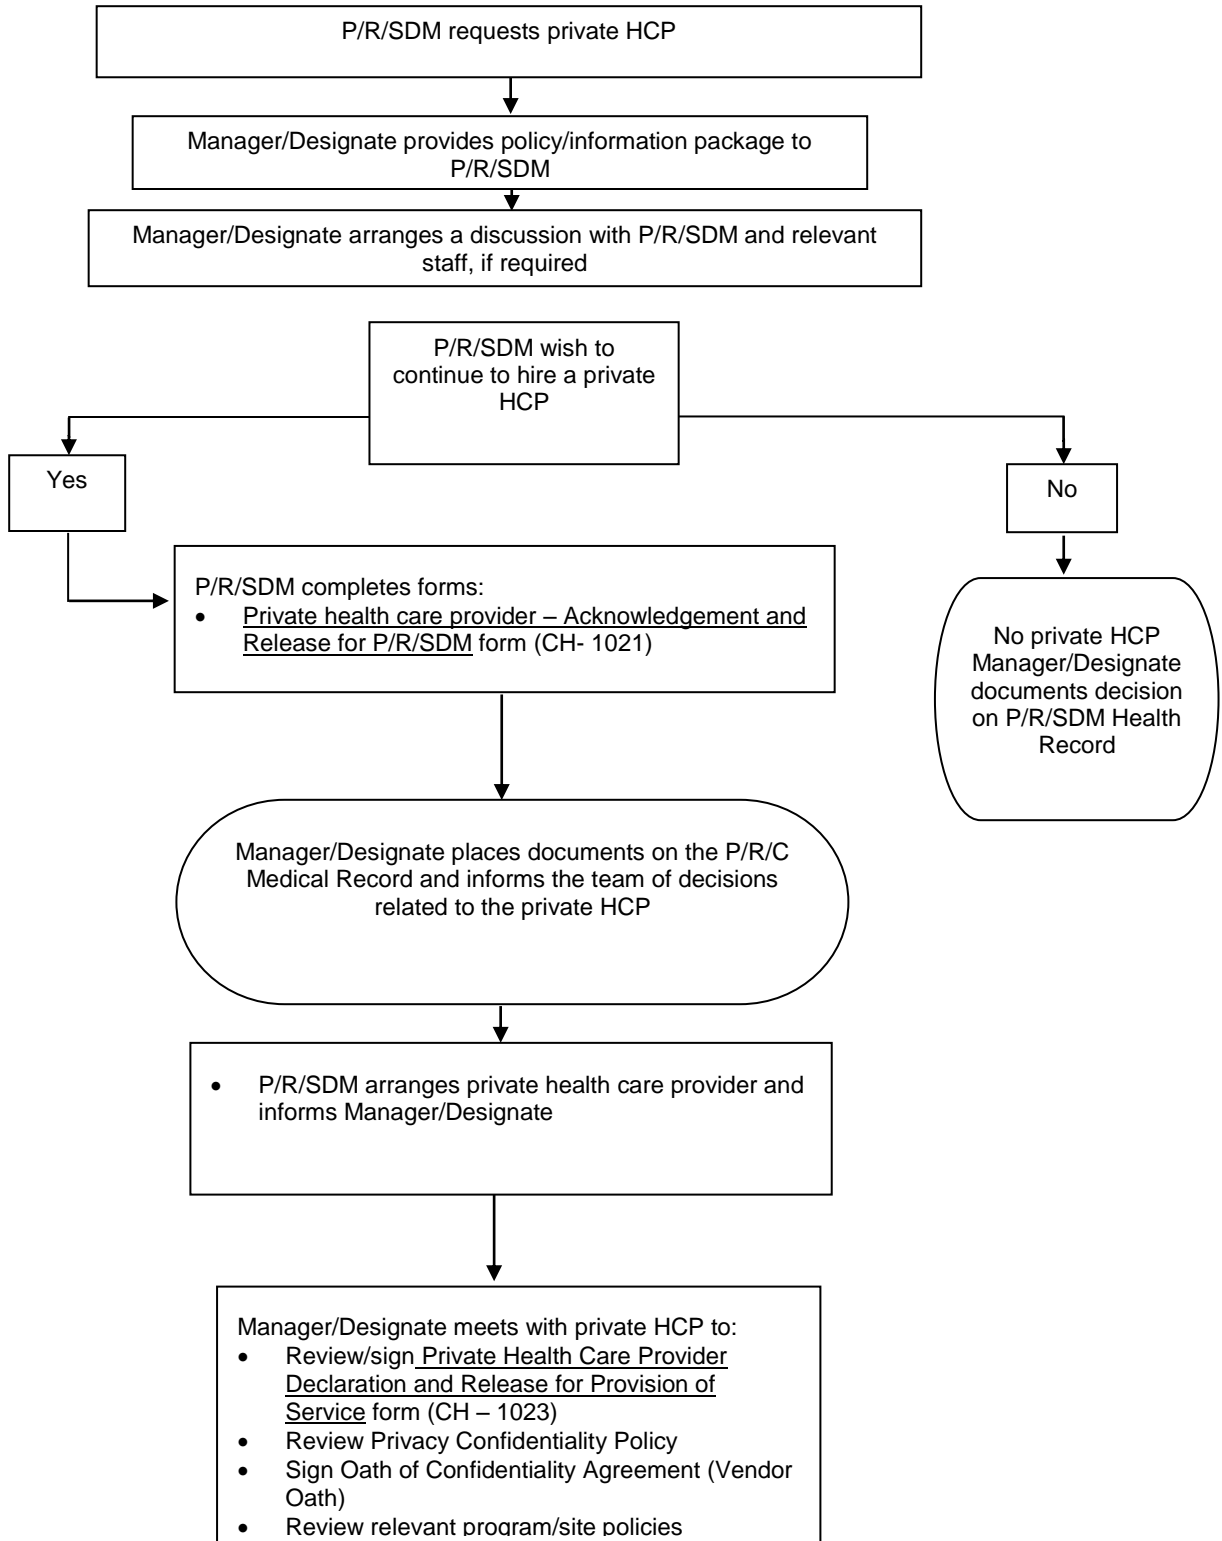 P/R/SDM requests private HCP
Manager/Designate provides policy/information package to
P/R/SDM
Manager/Designate arranges a discussion with P/R/SDM and relevant
staff, if required
P/R/SDM wish to
continue to hire a private
HCP
Yes
No
P/R/SDM completes forms:
• Private health care provider – Acknowledgement and
Release for P/R/SDM form (CH- 1021)
No private HCP
Manager/Designate
documents decision
on P/R/SDM Health
Record
Manager/Designate places documents on the P/R/C
Medical Record and informs the team of decisions
related to the private HCP
• P/R/SDM arranges private health care provider and
informs Manager/Designate
Manager/Designate meets with private HCP to:
• Review/sign Private Health Care Provider
Declaration and Release for Provision of
Service form (CH – 1023)
• Review Privacy Confidentiality Policy
• Sign Oath of Confidentiality Agreement (Vendor
Oath)
• Review relevant program/site policies